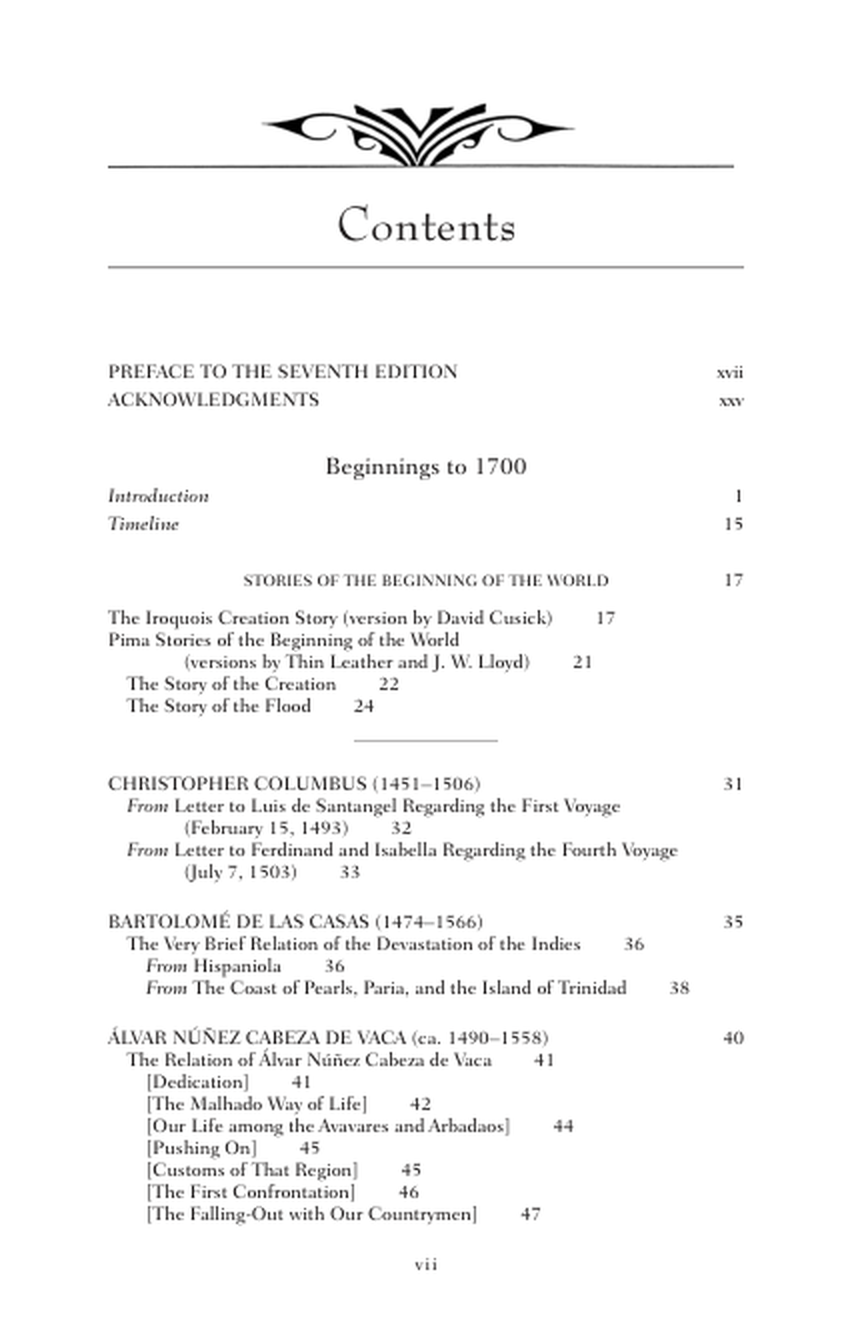 Contents
PREFACE TO THE SEVENTH EDITION xvii
ACKNOWLEDGMENTS xxv
Beginnings to 1700
Introduction 1
Timeline 15
STORIES OF THE BEGINNING OF THE WORLD 17
The Iroquois Creation Story (version by David Cusick) 17
Pima Stories of the Beginning of the World
(versions by Thin Leather and J. W. Lloyd) 21
The Story of the Creation 22
The Story of the Flood 24
CHRISTOPHER COLUMBUS (1451–1506) 31
From Letter to Luis de Santangel Regarding the First Voyage
(February 15, 1493) 32
From Letter to Ferdinand and Isabella Regarding the Fourth Voyage
(July 7, 1503) 33
BARTOLOMÉ DE LAS CASAS (1474–1566) 35
The Very Brief Relation of the Devastation of the Indies 36
From Hispaniola 36
From The Coast of Pearls, Paria, and the Island of Trinidad 38
ÁLVAR NÚÑEZ CABEZA DE VACA (ca. 1490–1558) 40
The Relation of Álvar Núñez Cabeza de Vaca 41
[Dedication] 41
[The Malhado Way of Life] 42
[Our Life among the Avavares and Arbadaos] 44
[Pushing On] 45
[Customs of That Region] 45
[The First Confrontation] 46
[The Falling-Out with Our Countrymen] 47
vii